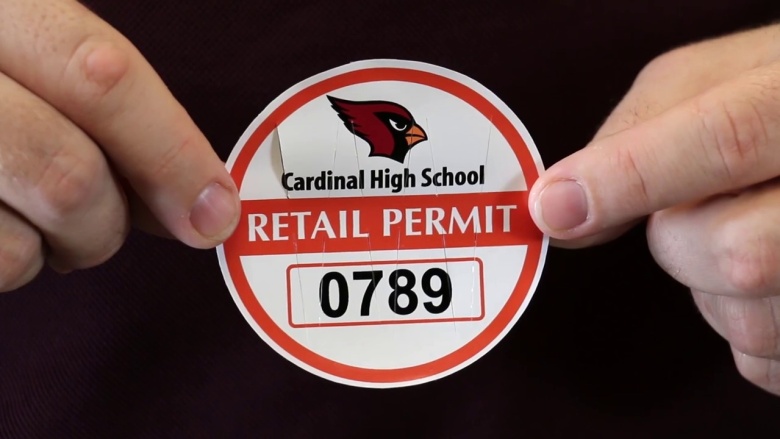 Cardinal High School
RETAIL PERMIT
0789